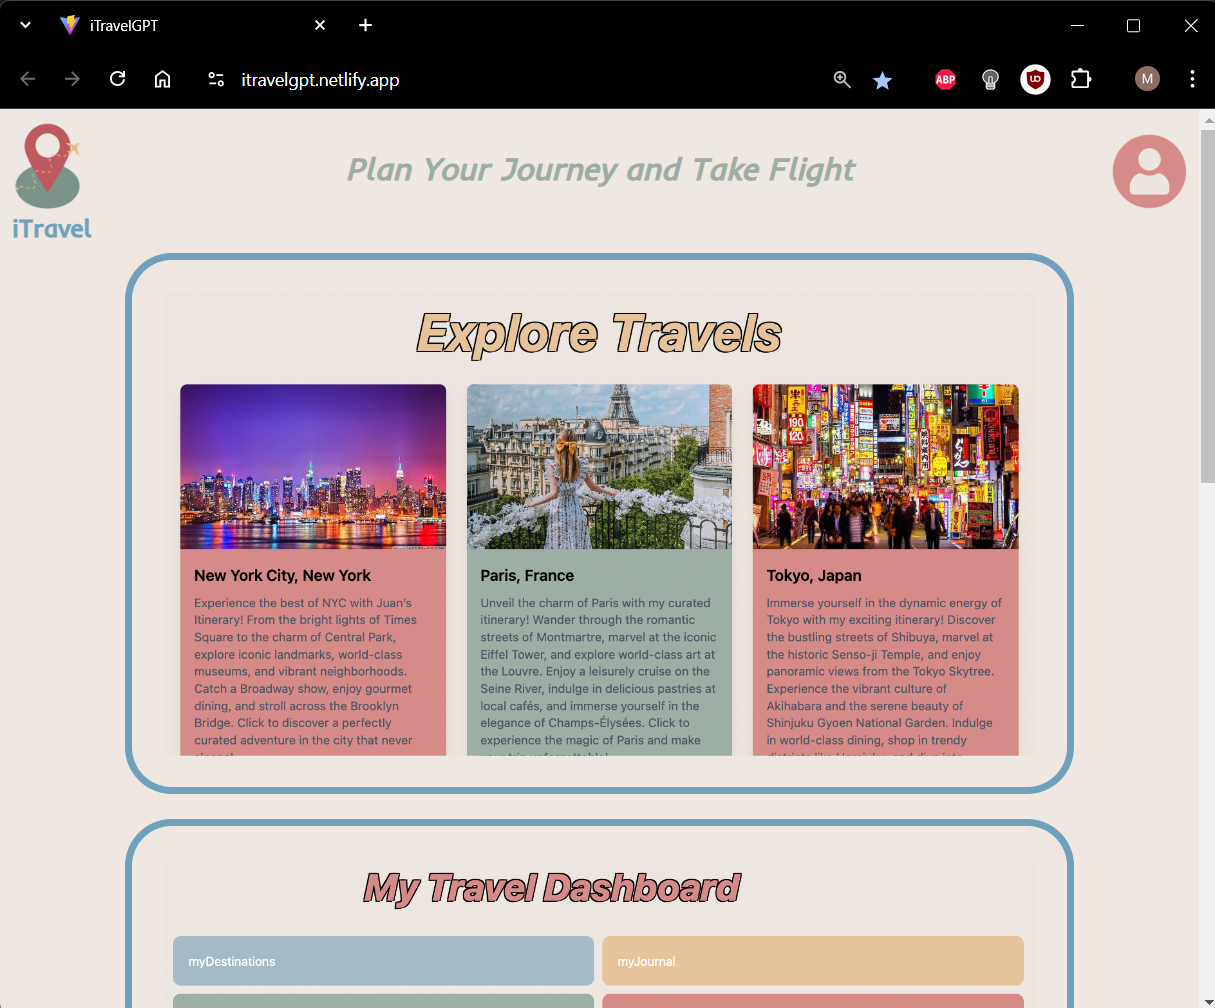 iTravelGPT
itravelgpt.netlify.app
ABP
M
iTravel
Plan Your Journey and Take Flight
Explore Travels
190
120
New York City, New York
Experience the best of NYC with Juan's
Itinerary! From the bright lights of Times
Square to the charm of Central Park,
explore iconic landmarks, world-class
museums, and vibrant neighborhoods.
Catch a Broadway show, enjoy gourmet
dining, and stroll across the Brooklyn
Bridge. Click to discover a perfectly
curated adventure in the city that never
Paris, France
Unveil the charm of Paris with my curated
itinerary! Wander through the romantic
streets of Montmartre, marvel at the iconic
Eiffel Tower, and explore world-class art at
the Louvre. Enjoy a leisurely cruise on the
Seine River, indulge in delicious pastries at
local cafés, and immerse yourself in the
elegance of Champs-Élysées. Click to
experience the magic of Paris and make
Tokyo, Japan
Immerse yourself in the dynamic energy of
Tokyo with my exciting itinerary! Discover
the bustling streets of Shibuya, marvel at
the historic Senso-ji Temple, and enjoy
panoramic views from the Tokyo Skytree.
Experience the vibrant culture of
Akihabara and the serene beauty of
Shinjuku Gyoen National Garden. Indulge
in world-class dining, shop in trendy
My Travel Dashboard
myDestinations
myJournal